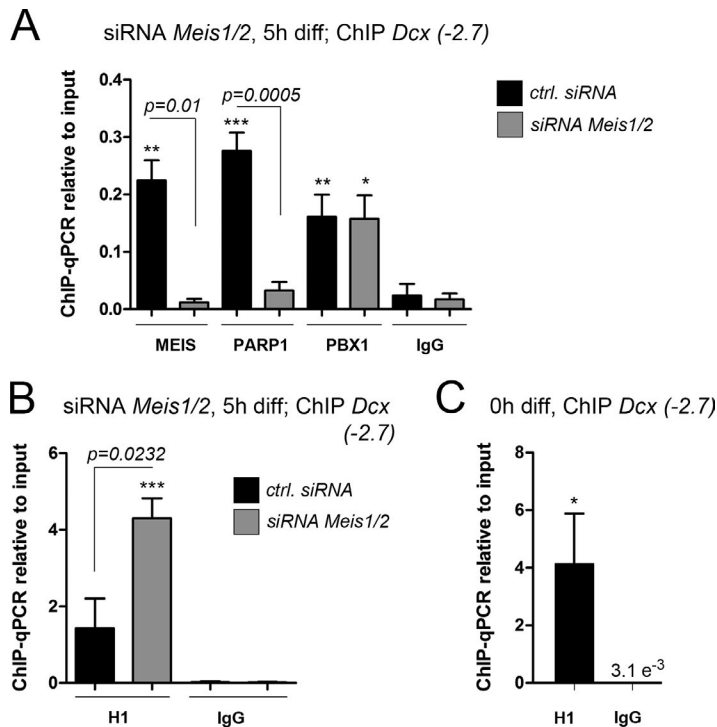 A
siRNA Meis1/2, 5h diff; ChIP Dcx (-2.7)
ChIP-qPCR relative to input
0.4
0.3
0.2
0.1
0.0
p=0.01
p=0.0005
**
***
**
*
ctrl. siRNA
siRNA Meis1/2
MEIS
PARP1
PBX1
IgG
B
siRNA Meis1/2, 5h diff; ChIP Dcx
(-2.7)
ChIP-qPCR relative to input
6
4
2
0
p=0.0232
***
ctrl. siRNA
siRNA Meis1/2
H1
IgG
C
0h diff, ChIP Dcx (-2.7)
ChIP-qPCR relative to input
8
6
4
2
0
*
3.1 e⁻³
H1
IgG